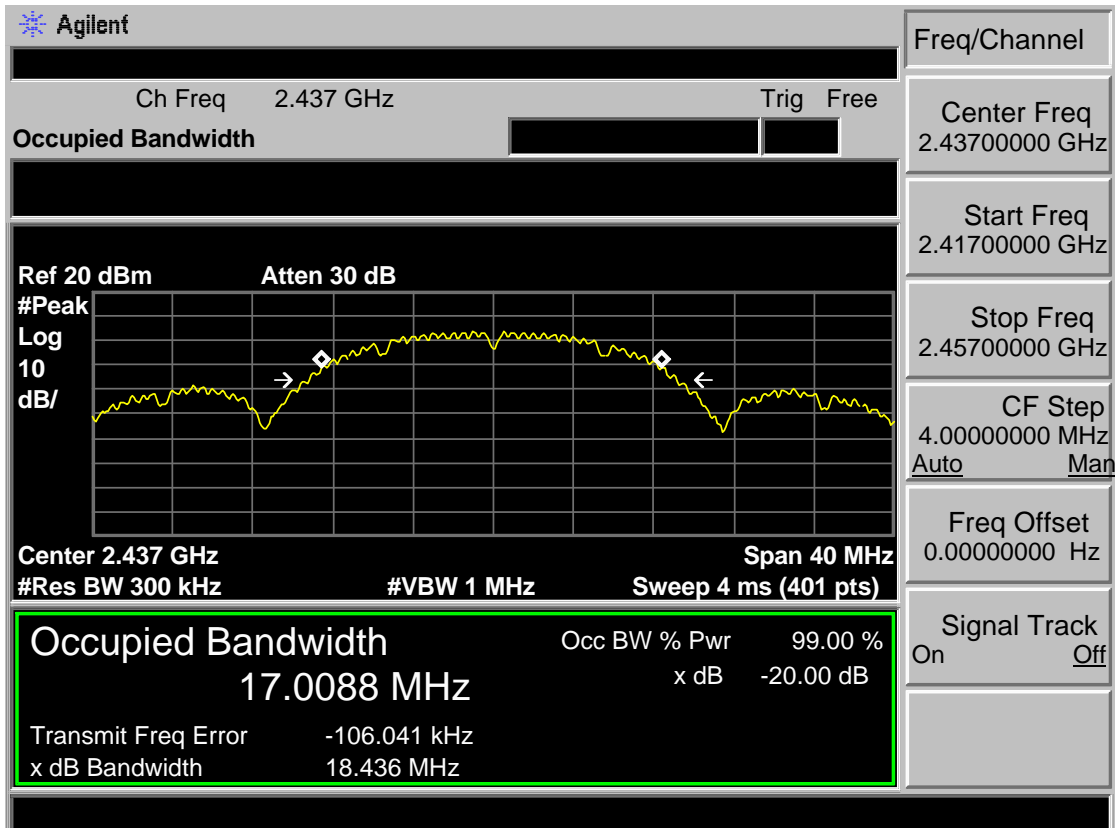 Agilent
Freq/Channel
Ch Freq 2.437 GHz Trig Free
Occupied Bandwidth
Center Freq
2.43700000 GHz
Start Freq
2.41700000 GHz
Ref 20 dBm Atten 30 dB
#Peak
Log
10
dB/
Stop Freq
2.45700000 GHz
CF Step
4.00000000 MHz
Auto Man
Freq Offset
0.00000000 Hz
Center 2.437 GHz Span 40 MHz
#Res BW 300 kHz #VBW 1 MHz Sweep 4 ms (401 pts)
Occupied Bandwidth
17.0088 MHz
Occ BW % Pwr 99.00 %
x dB -20.00 dB
Transmit Freq Error -106.041 kHz
x dB Bandwidth 18.436 MHz
Signal Track
On Off